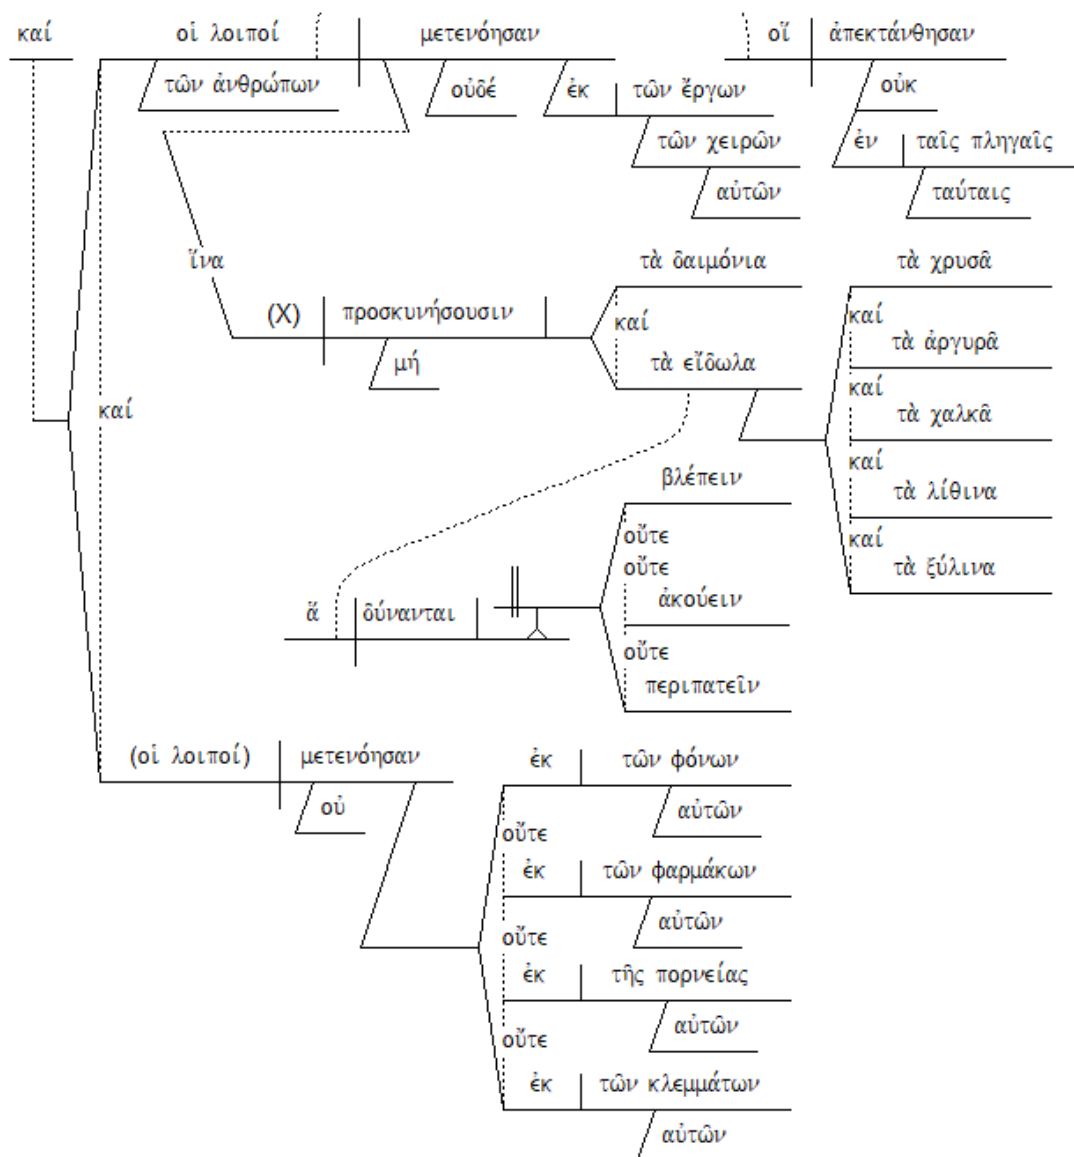 καί οἱ λοιποί μετενόησαν οἵ ἀπεκτάνθησαν
τῶν ἀνθρώπων οὐδέ ἐκ τῶν ἔργων οὐκ
τῶν χειρῶν ἐν ταῖς πληγαῖς
αὐτῶν ταύταις
ἵνα τὰ δαιμόνια τὰ χρυσᾶ
(X) προσκυνήσουσιν καί καί
μή τὰ εἴδωλα τὰ ἀργυρᾶ
καί
καί τὰ χαλκᾶ
καί
βλέπειν τὰ λίθινα
οὔτε καί
οὔτε τὰ ξύλινα
ἅ δύνανται ἀκούειν
οὔτε
περιπατεῖν
(οἱ λοιποί) μετενόησαν ἐκ τῶν φόνων
οὐ αὐτῶν
οὔτε
ἐκ τῶν φαρμάκων
αὐτῶν
οὔτε
ἐκ τῆς πορνείας
αὐτῶν
οὔτε
ἐκ τῶν κλεμμάτων
αὐτῶν